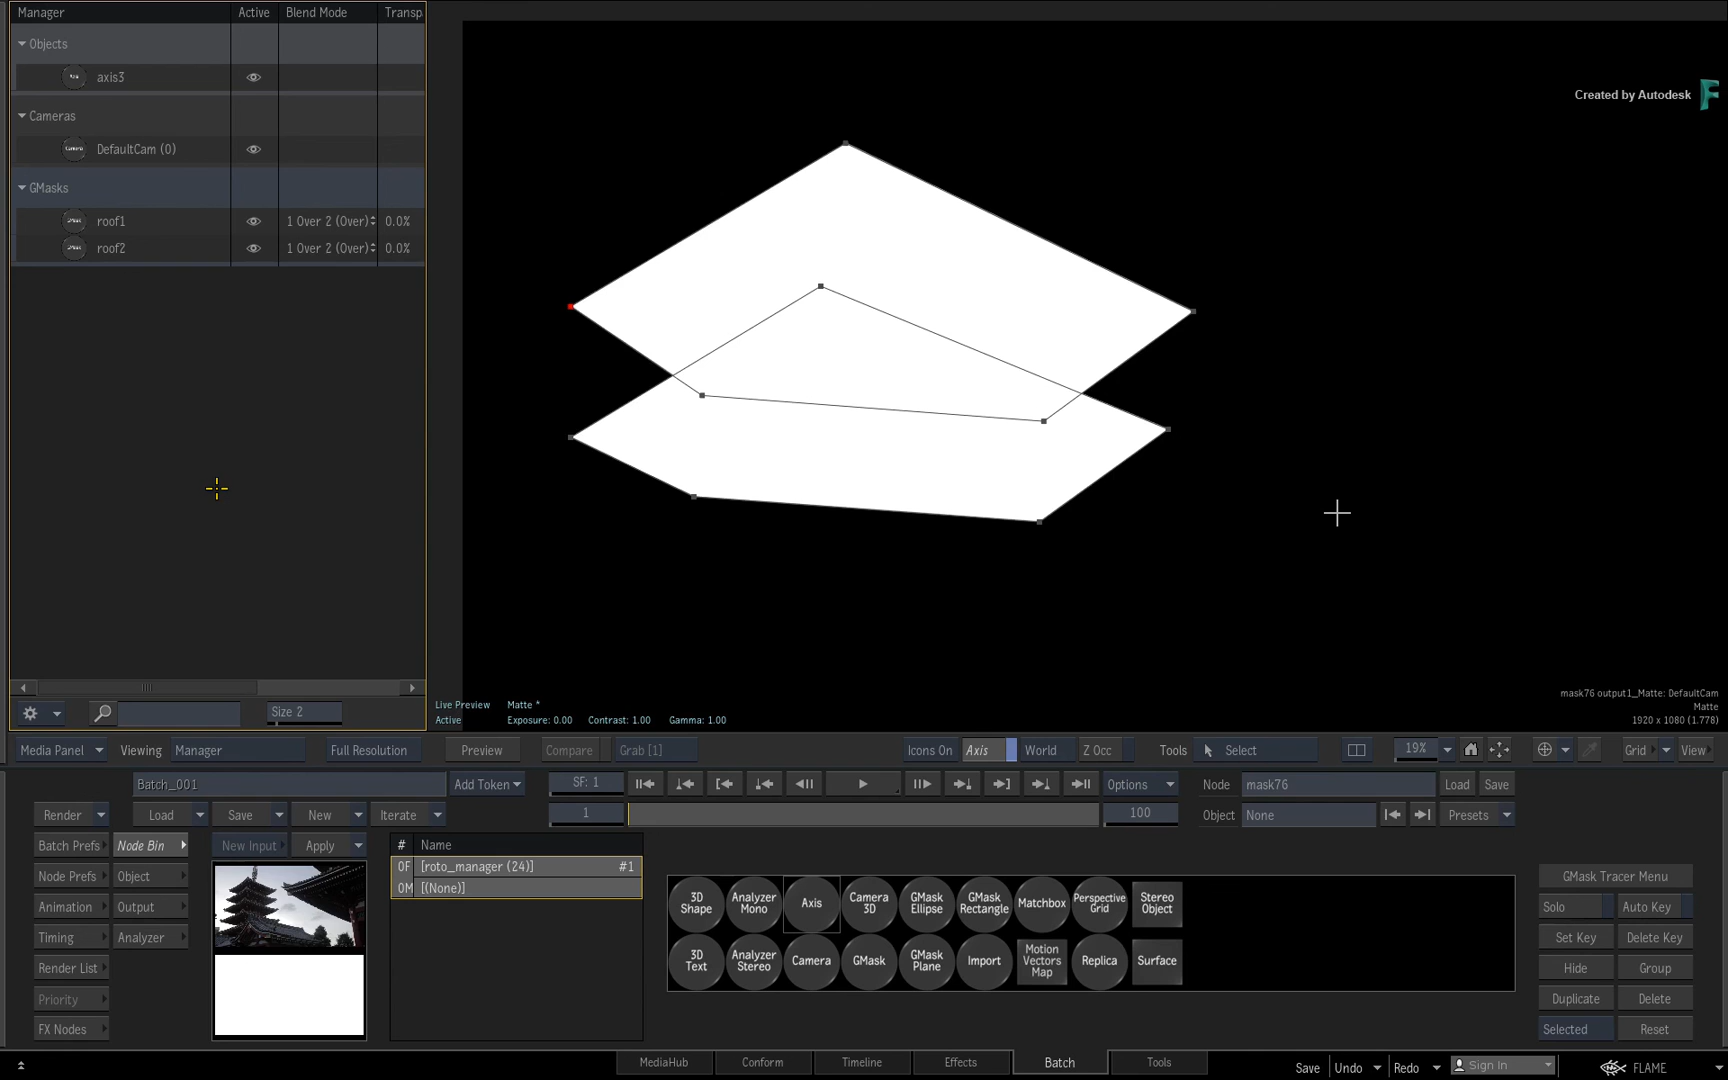 Manager Active Blend Mode Transp
Objects
axis3
Cameras
Camera DefaultCam (0)
GMasks
roof1 1 Over 2 (Over) 0.0%
roof2 1 Over 2 (Over) 0.0%
Created by Autodesk
Size 2
Live Preview Matte *
Active Exposure: 0.00 Contrast: 1.00 Gamma: 1.00
mask76 output1_Matte: DefaultCam
Matte
1920 x 1080 (1.778)
Media Panel Viewing Manager Full Resolution Preview Compare Grab [1] Icons On Axis World Z Occ Tools Select 19% Grid View
Batch_001 Add Token SF: 1 Options Node mask76 Load Save
Render Load Save New Iterate 1 100 Object None Presets
Batch Prefs Node Bin New Input Apply # Name
0F [roto_manager (24)] #1
0M [(None)]
Node Prefs Object
Animation Output
Timing Analyzer
Render List
Priority
FX Nodes
3D Shape
Analyzer Mono
Axis
Camera 3D
GMask Ellipse
GMask Rectangle
Matchbox
Perspective Grid
Stereo Object
3D Text
Analyzer Stereo
Camera
GMask
GMask Plane
Import
Motion Vectors Map
Replica
Surface
GMask Tracer Menu
Solo Auto Key
Set Key Delete Key
Hide Group
Duplicate Delete
Selected Reset
MediaHub Conform Timeline Effects Batch Tools Save Undo Redo Sign In FLAME